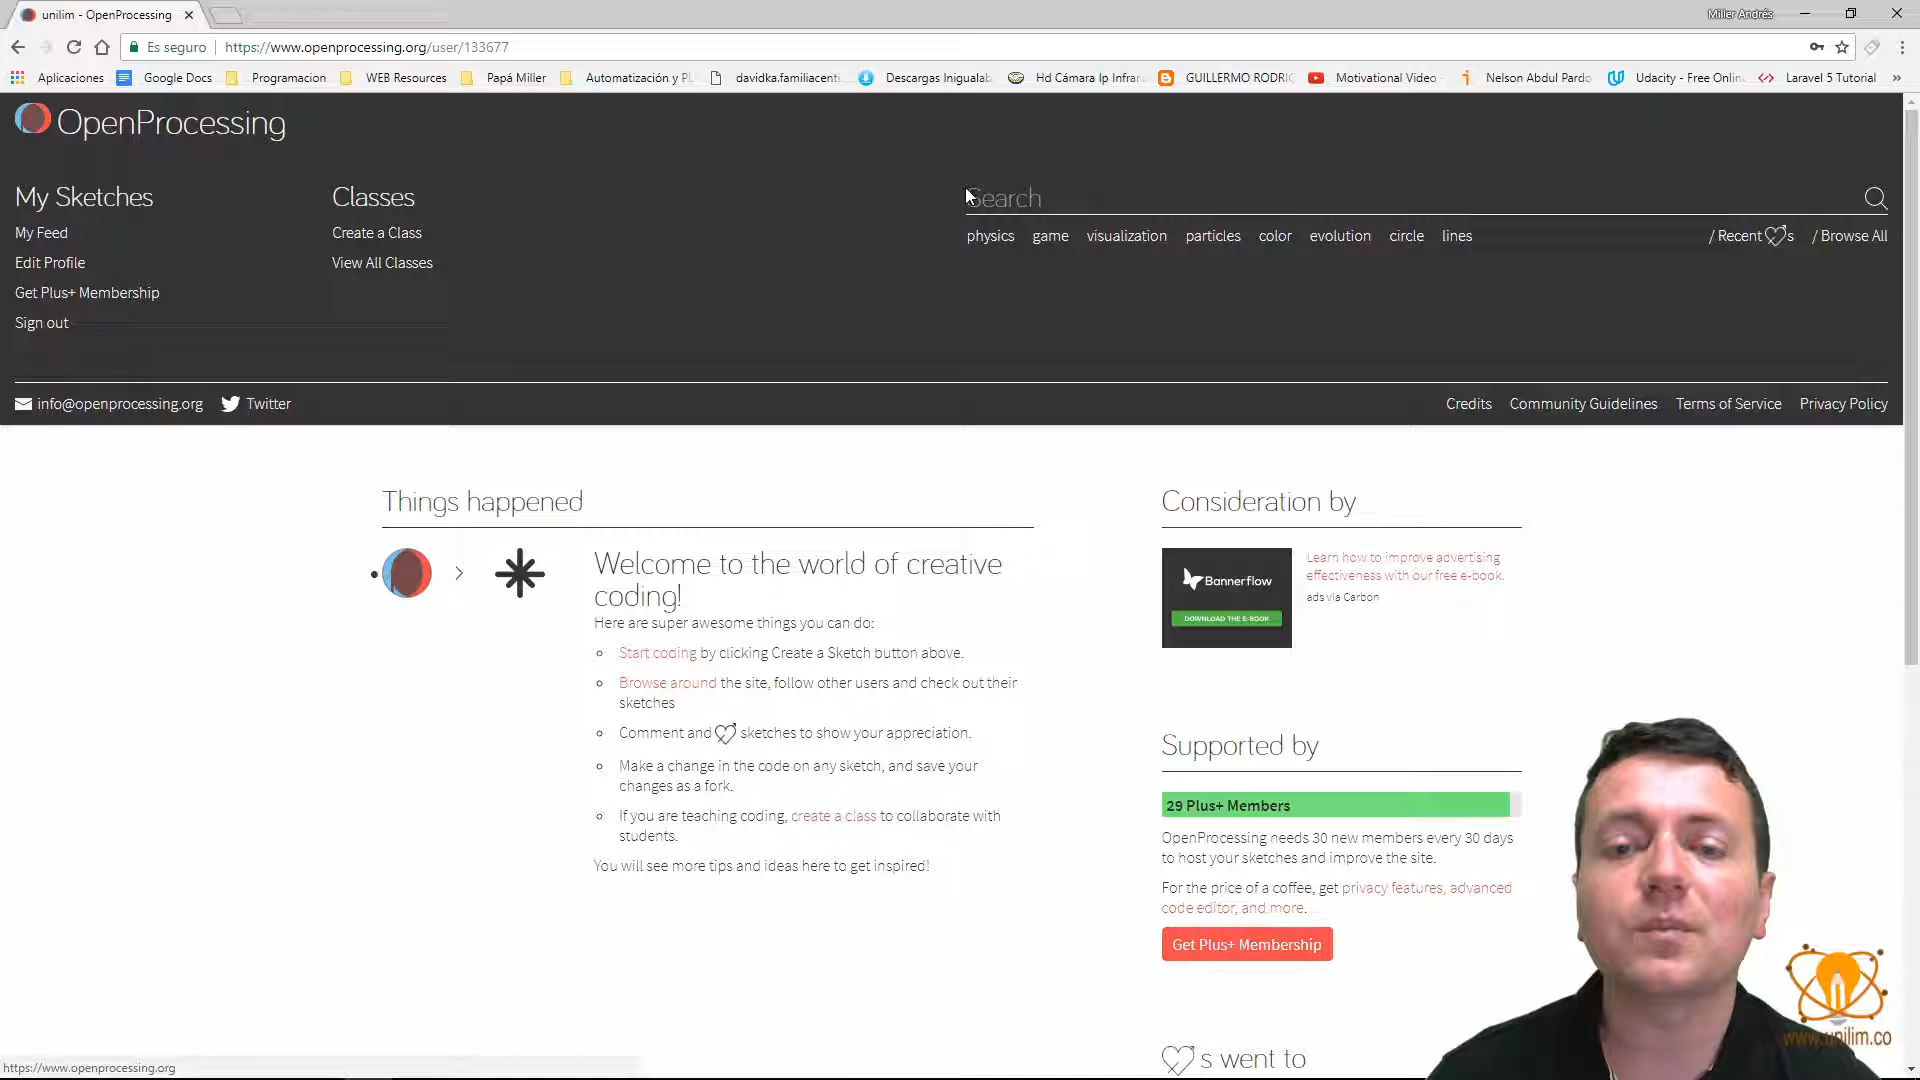 unilim - OpenProcessing
Miller Andrés
Es seguro
https://www.openprocessing.org/user/133677
Aplicaciones
Google Docs
Programacion
WEB Resources
Papá Miller
Automatización y PL
davidka.familiacenti
Descargas Inigualab
Hd Cámara Ip Infrar
GUILLERMO RODRI
Motivational Video
Nelson Abdul Pardo
Udacity - Free Onlin
Laravel 5 Tutorial
»
OpenProcessing
My Sketches
My Feed
Edit Profile
Get Plus+ Membership
Sign out
Classes
Create a Class
View All Classes
Search
physics game visualization particles color evolution circle lines
/ Recent s / Browse All
info@openprocessing.org
Twitter
Credits
Community Guidelines
Terms of Service
Privacy Policy
Things happened
Welcome to the world of creative
coding!
Here are super awesome things you can do:
Start coding by clicking Create a Sketch button above.
Browse around the site, follow other users and check out their
sketches
Comment and sketches to show your appreciation.
Make a change in the code on any sketch, and save your
changes as a fork.
If you are teaching coding, create a class to collaborate with
students.
You will see more tips and ideas here to get inspired!
Consideration by
Bannerflow
DOWNLOAD THE E-BOOK
Learn how to improve advertising
effectiveness with our free e-book.
ads via Carbon
Supported by
29 Plus+ Members
OpenProcessing needs 30 new members every 30 days
to host your sketches and improve the site.
For the price of a coffee, get privacy features, advanced
code editor, and more.
Get Plus+ Membership
s went to
www.unilim.co
https://www.openprocessing.org